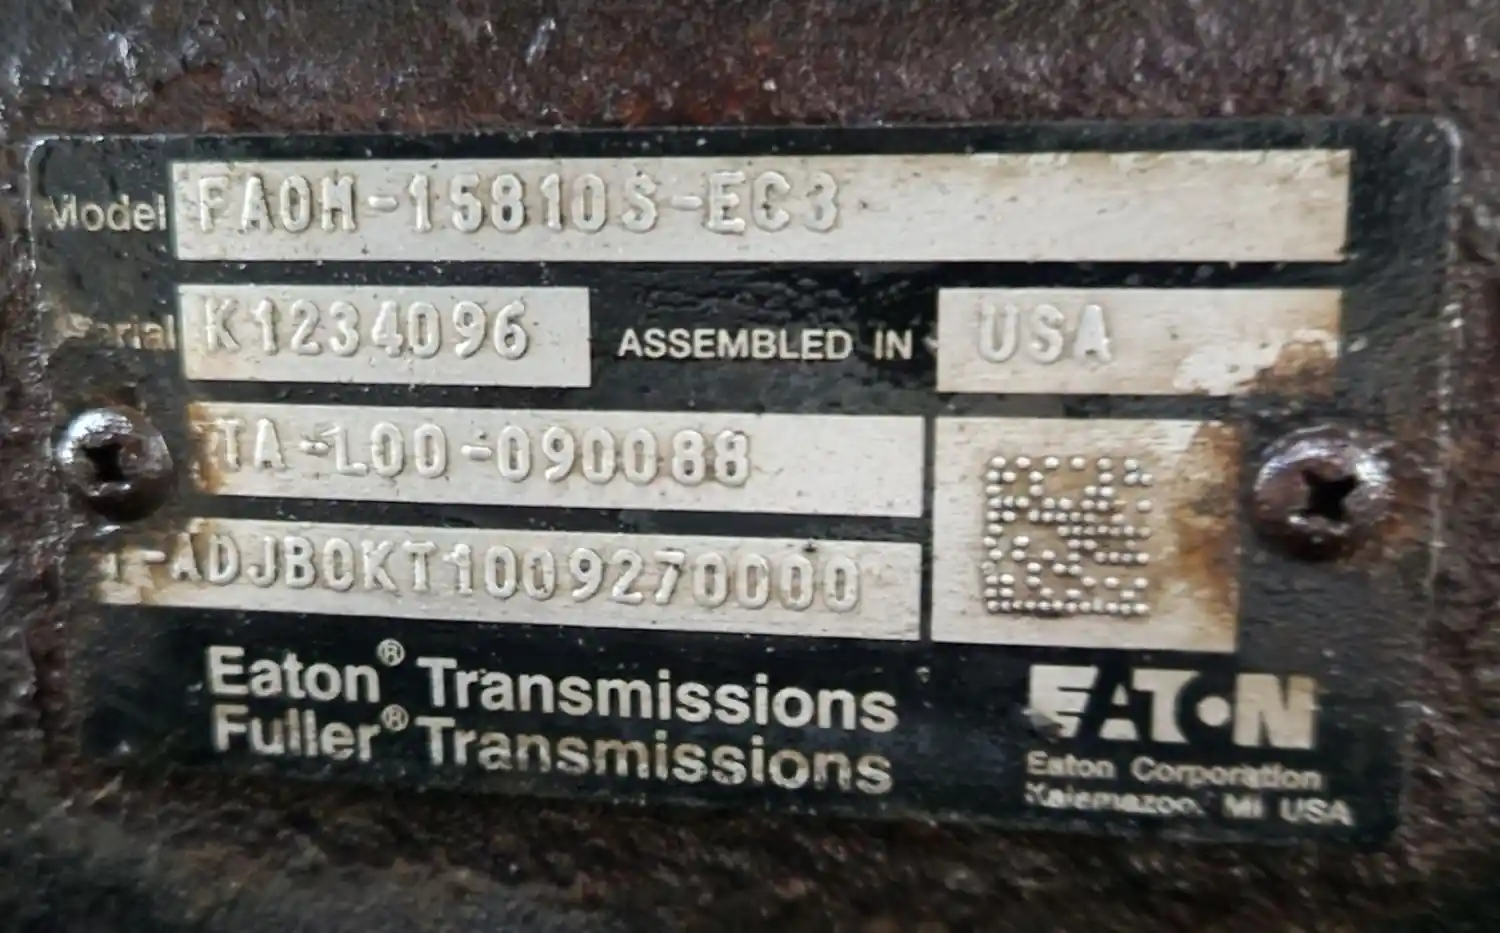 Model FAOM-15810S-EC3
Serial K1234096 ASSEMBLED IN USA
TA-L00-090088
-ADJB0KT1009270000
Eaton® Transmissions
Fuller® Transmissions
EATON
Eaton Corporation
Kalamazoo, MI USA